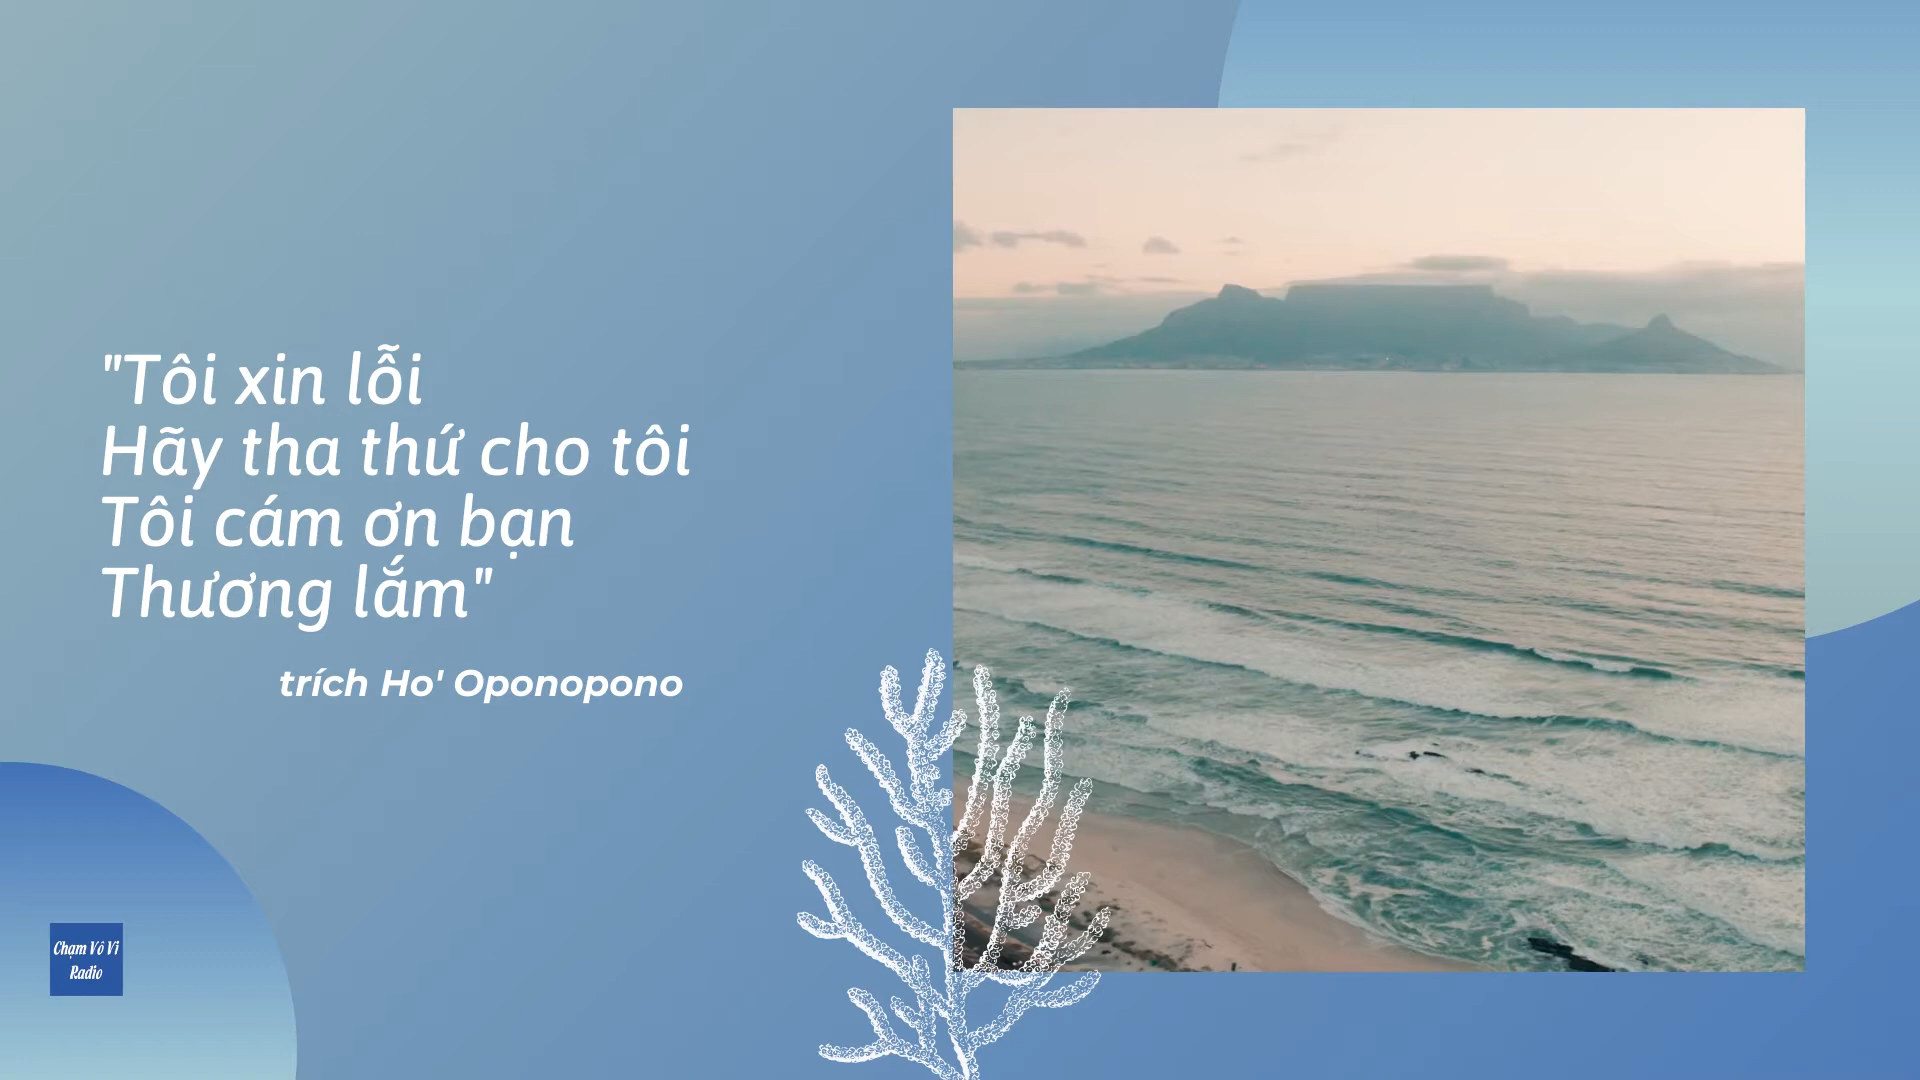 "Tôi xin lỗi
Hãy tha thứ cho tôi
Tôi cám ơn bạn
Thương lắm"
trích Ho' Oponopono
Chạm Vô Vi
Radio